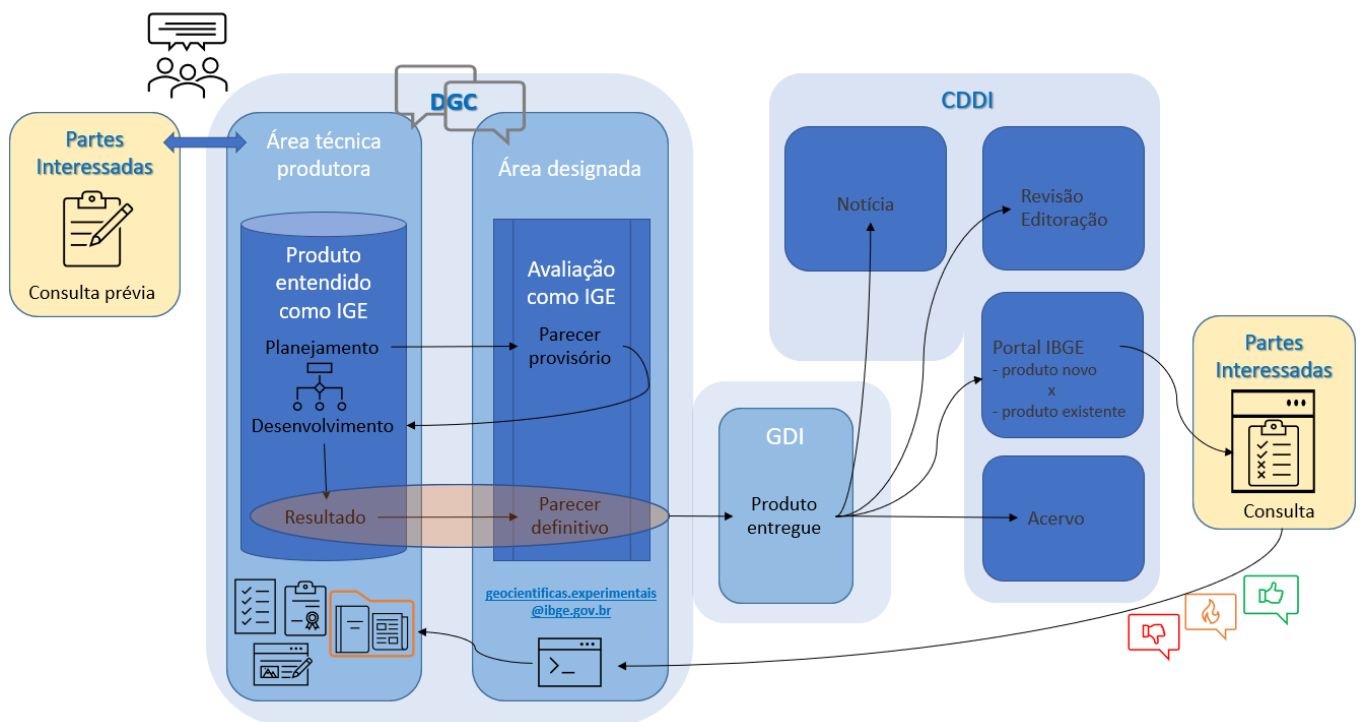 Partes
Interessadas
Consulta prévia
DGC
Área técnica
produtora
Produto
entendido
como IGE
Planejamento
Desenvolvimento
Resultado
Área designada
Avaliação
como IGE
Parecer
provisório
Parecer
definitivo
geocientificas.experimentais
@ibge.gov.br
GDI
Produto
entregue
CDDI
Notícia
Revisão
Editoração
Portal IBGE
- produto novo
x
- produto existente
Acervo
Partes
Interessadas
Consulta